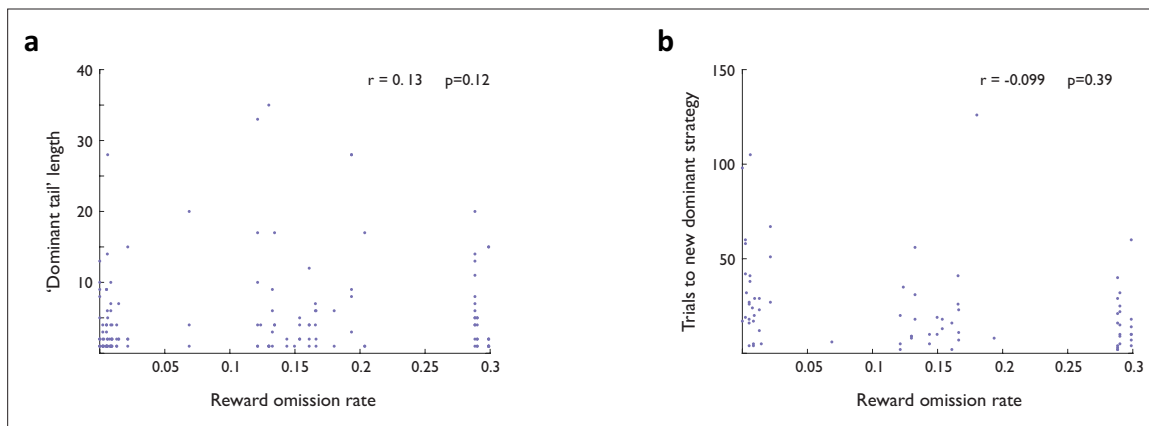 a
r = 0.13 p=0.12
40
30
20
10
'Dominant tail' length
0.05 0.1 0.15 0.2 0.25 0.3
Reward omission rate
b
r = -0.099 p=0.39
150
100
50
Trials to new dominant strategy
0.05 0.1 0.15 0.2 0.25 0.3
Reward omission rate